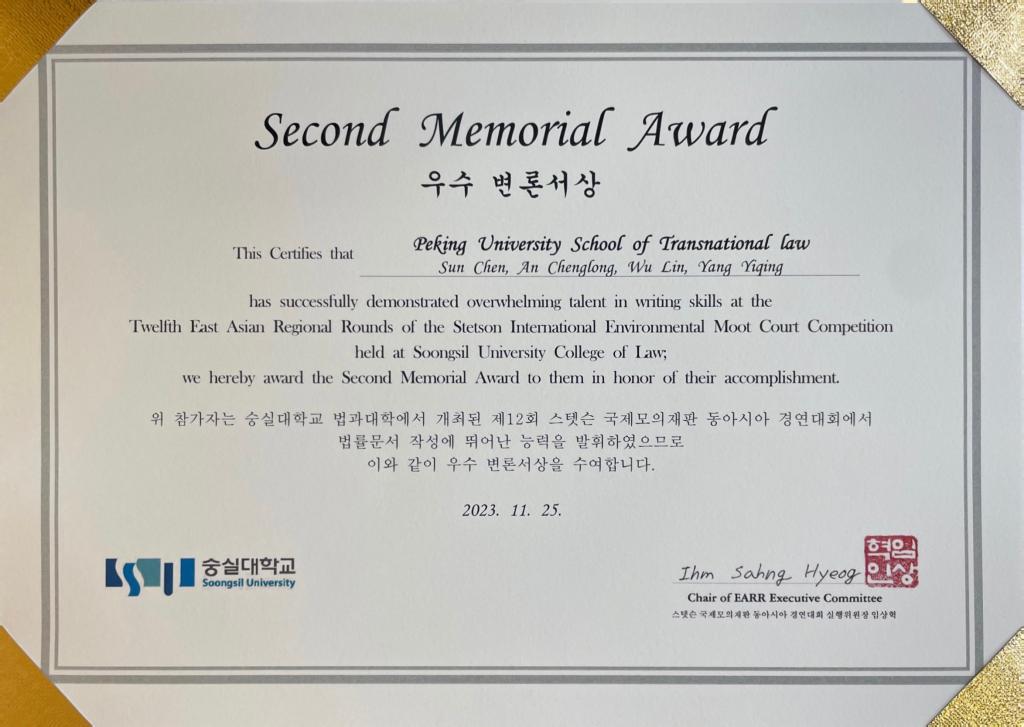 Second Memorial Award
우수 변론서상
This Certifies that Peking University School of Transnational law
Sun Chen, An Chenglong, Wu Lin, Yang Yiqing
has successfully demonstrated overwhelming talent in writing skills at the
Twelfth East Asian Regional Rounds of the Stetson International Environmental Moot Court Competition
held at Soongsil University College of Law;
we hereby award the Second Memorial Award to them in honor of their accomplishment.
위 참가자는 숭실대학교 법과대학에서 개최된 제12회 스텟슨 국제모의재판 동아시아 경연대회에서
법률문서 작성에 뛰어난 능력을 발휘하였으므로
이와 같이 우수 변론서상을 수여합니다.
2023. 11. 25.
숭실대학교
Soongsil University
Ihm Sahng Hyeog
혁임
인상
Chair of EARR Executive Committee
스텟슨 국제모의재판 동아시아 경연대회 실행위원장 임상혁